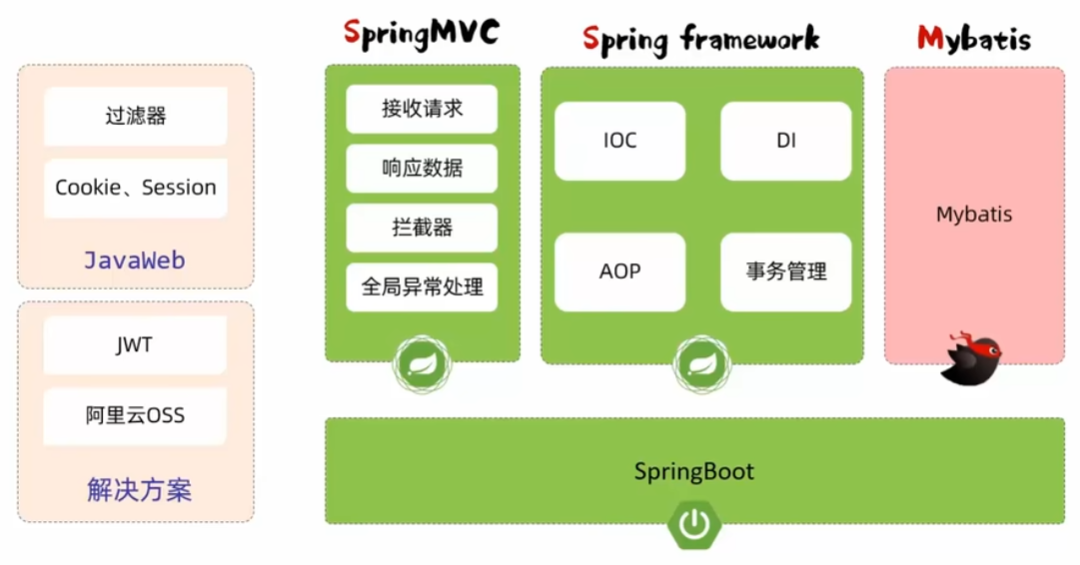 过滤器
Cookie、Session
JavaWeb
JWT
阿里云OSS
解决方案
SpringMVC
接收请求
响应数据
拦截器
全局异常处理
Spring framework
IOC
DI
AOP
事务管理
Mybatis
Mybatis
SpringBoot